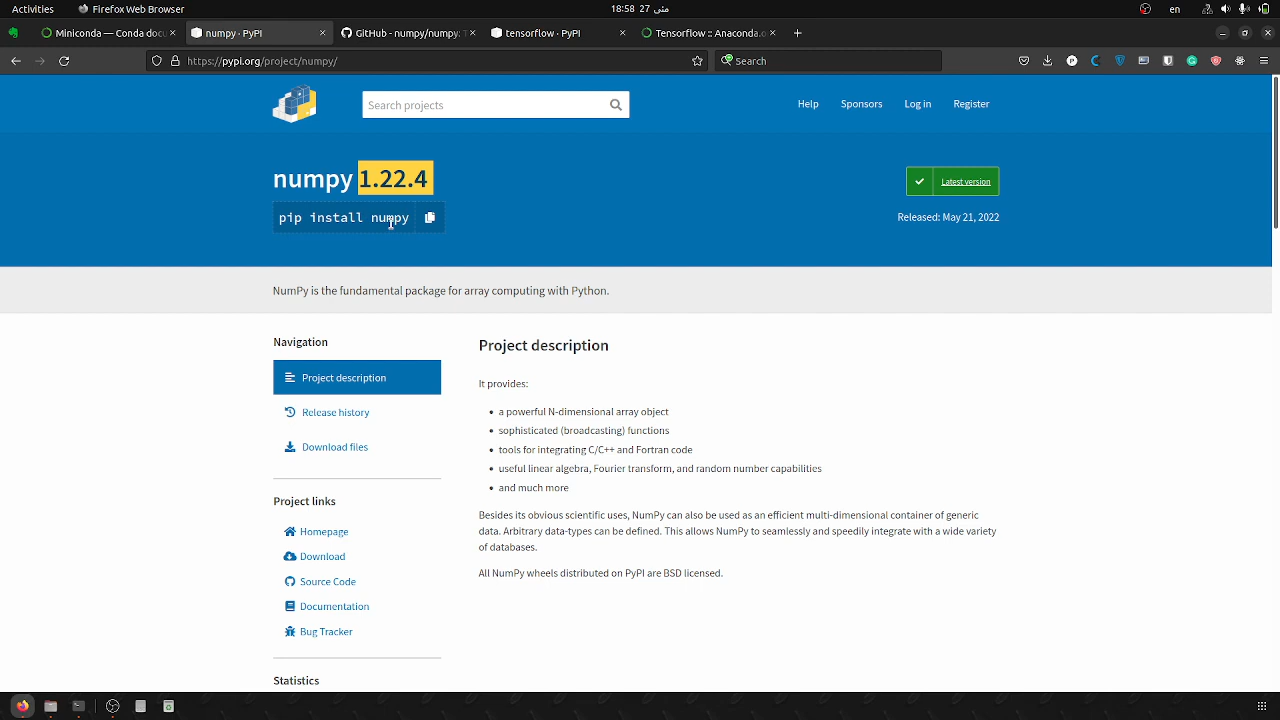 Activities
Firefox Web Browser
18:58 27 مئی
en
Miniconda — Conda docu
numpy · PyPI
GitHub - numpy/numpy: T
tensorflow · PyPI
Tensorflow :: Anaconda.o
https://pypi.org/project/numpy/
Search
Search projects
Help
Sponsors
Log in
Register
numpy 1.22.4
Latest version
pip install numpy
Released: May 21, 2022
NumPy is the fundamental package for array computing with Python.
Navigation
Project description
Release history
Download files
Project links
Homepage
Download
Source Code
Documentation
Bug Tracker
Statistics
Project description
It provides:
• a powerful N-dimensional array object
• sophisticated (broadcasting) functions
• tools for integrating C/C++ and Fortran code
• useful linear algebra, Fourier transform, and random number capabilities
• and much more
Besides its obvious scientific uses, NumPy can also be used as an efficient multi-dimensional container of generic
data. Arbitrary data-types can be defined. This allows NumPy to seamlessly and speedily integrate with a wide variety
of databases.
All NumPy wheels distributed on PyPI are BSD licensed.